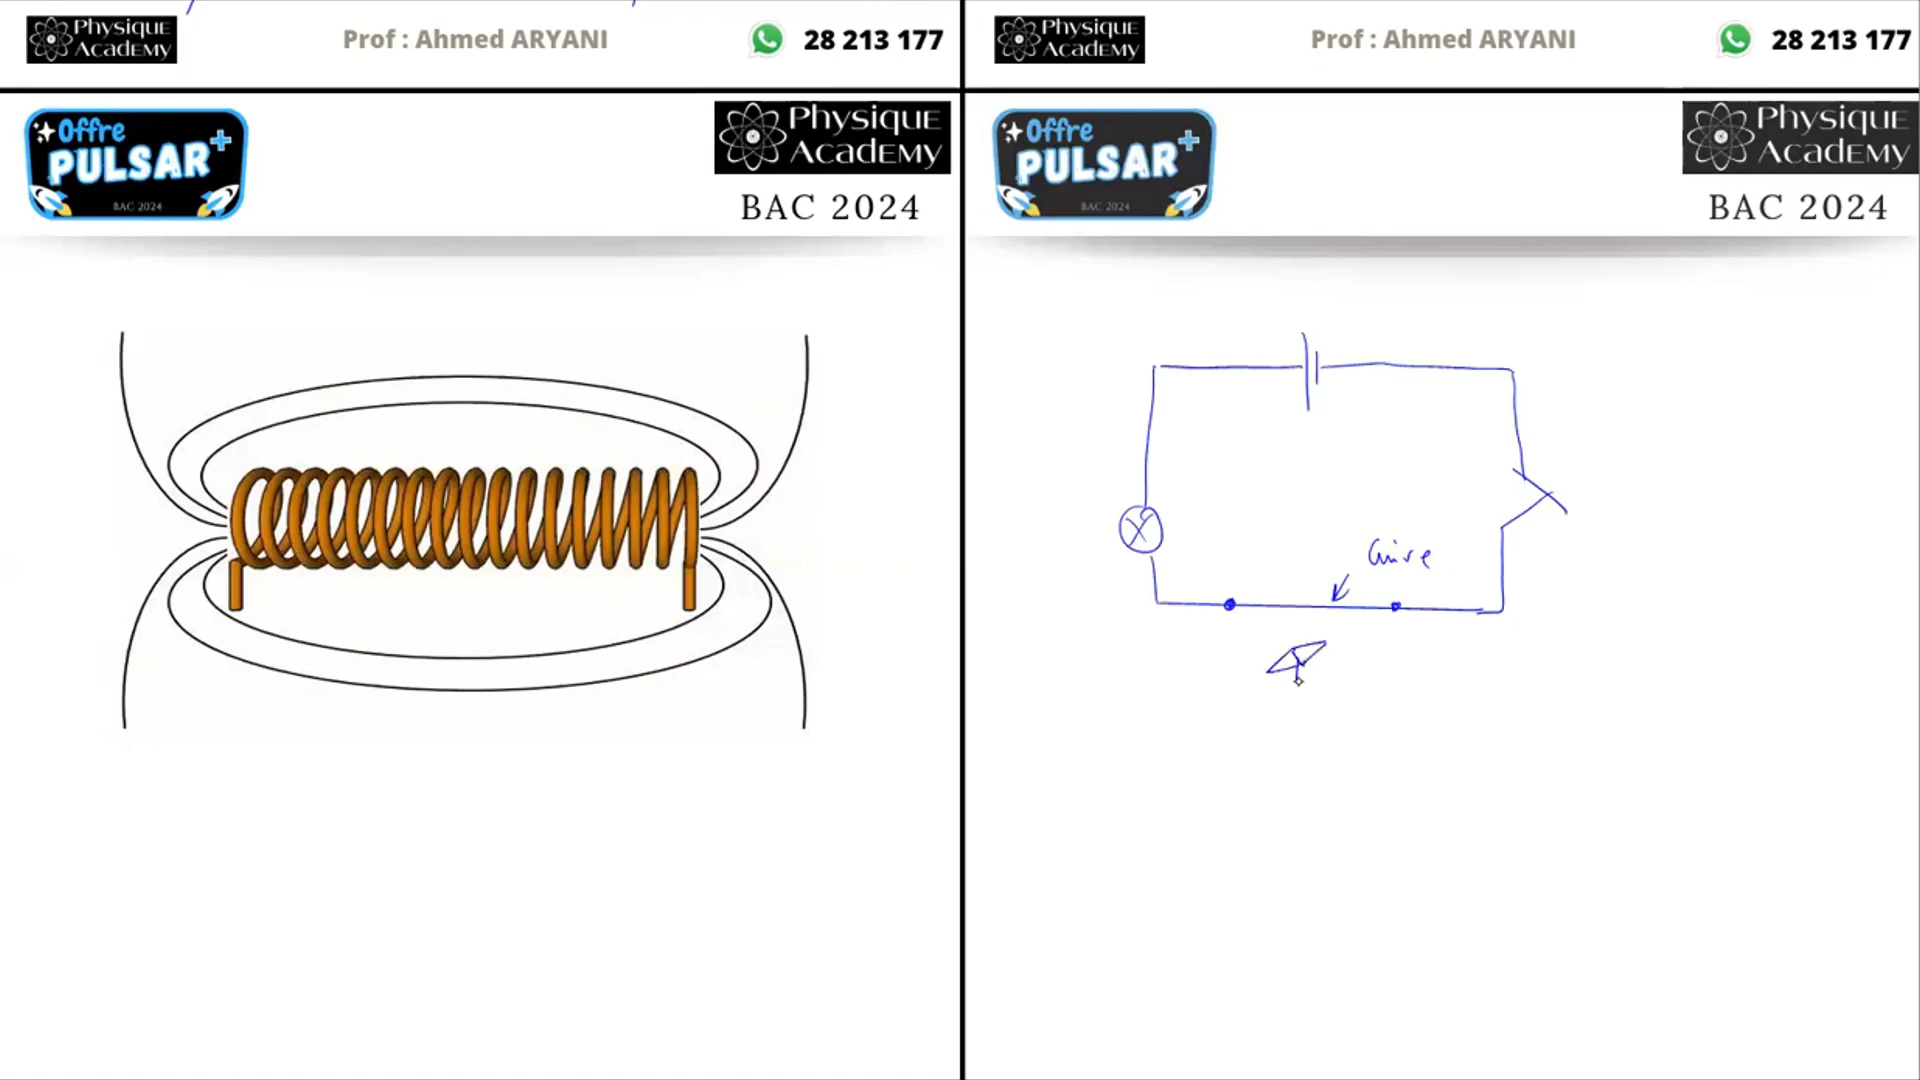 Physique
Academy
Prof : Ahmed ARYANI
28 213 177
Offre
PULSAR+
BAC 2024
Physique
Academy
BAC 2024
Physique
Academy
Prof : Ahmed ARYANI
28 213 177
Offre
PULSAR+
BAC 2024
Physique
Academy
BAC 2024
X